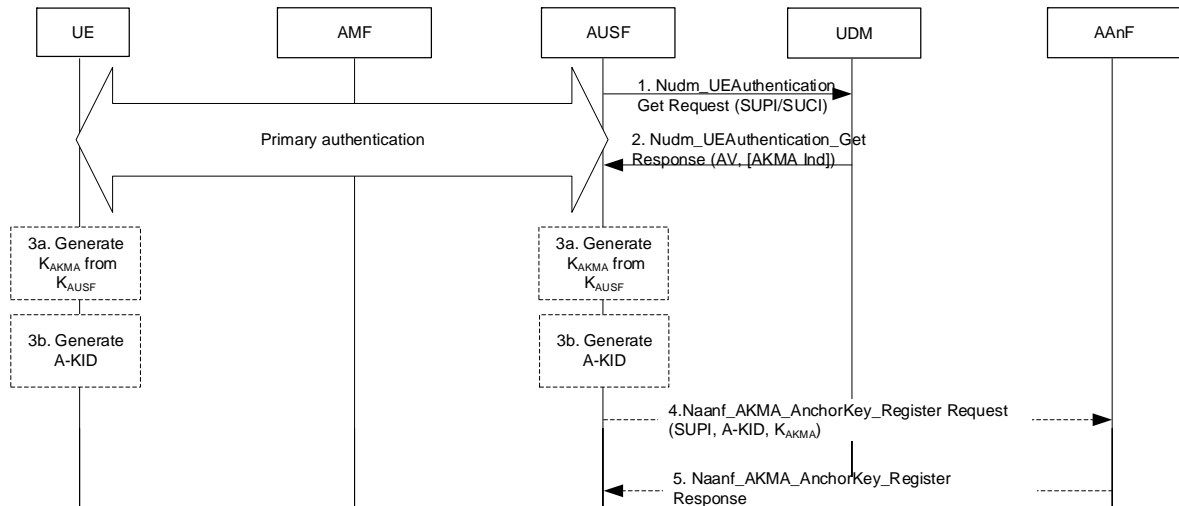 UE
AMF
AUSF
UDM
AAnF
1. Nudm_UEAuthentication
Get Request (SUPI/SUCI)
Primary authentication
2. Nudm_UEAuthentication_Get
Response (AV, [AKMA Ind])
3a. Generate
KAKMA from
KAUSF
3a. Generate
KAKMA from
KAUSF
3b. Generate
A-KID
3b. Generate
A-KID
4.Naanf_AKMA_AnchorKey_Register Request
(SUPI, A-KID, KAKMA)
5. Naanf_AKMA_AnchorKey_Register
Response